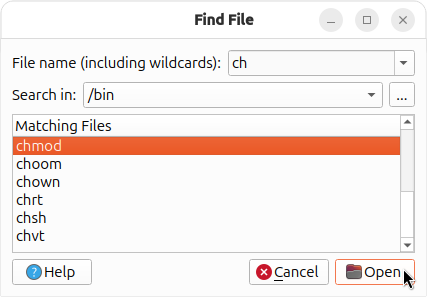 Find File
File name (including wildcards): ch
Search in: /bin ...
Matching Files
chmod
choom
chown
chrt
chsh
chvt
? Help Cancel Open